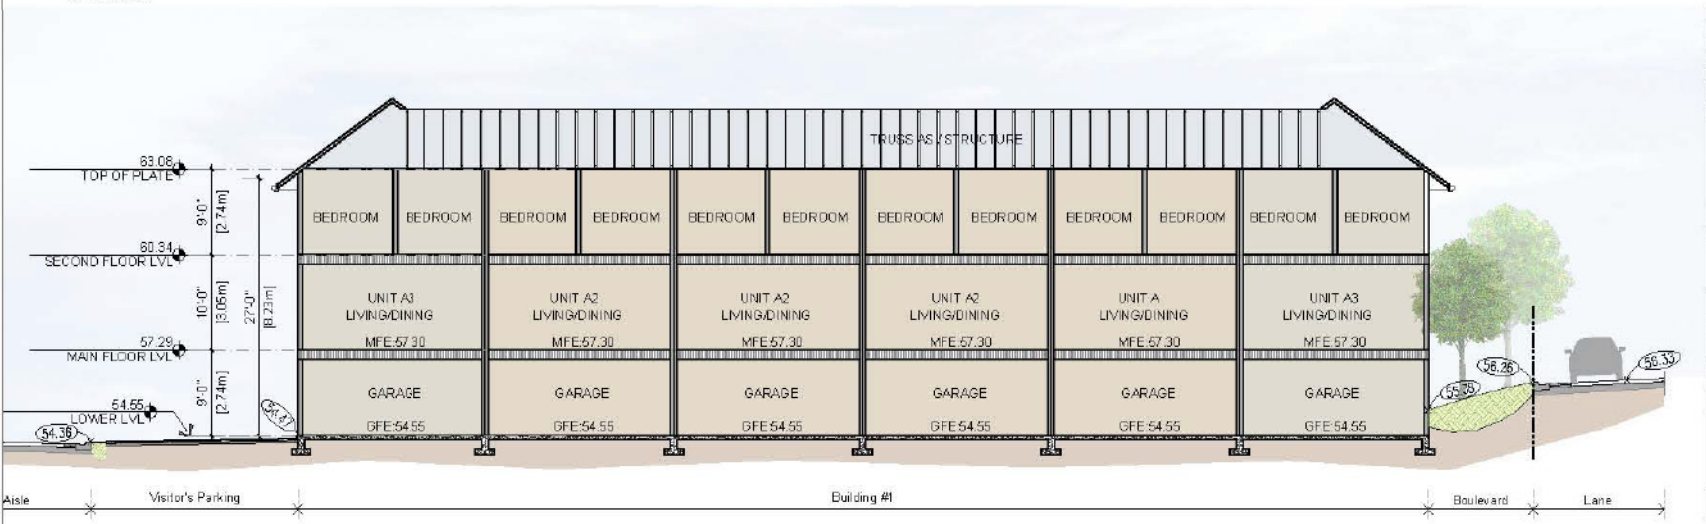 TRUSS AS / STRUCTURE
63.08
TOP OF PLATE
9'-0"
[2.74m]
BEDROOM BEDROOM BEDROOM BEDROOM BEDROOM BEDROOM BEDROOM BEDROOM BEDROOM BEDROOM BEDROOM BEDROOM
60.34
SECOND FLOOR LVL
10'-0"
[3.05m]
27'-0"
[8.23m]
UNIT A3 UNIT A2 UNIT A2 UNIT A2 UNIT A UNIT A3
LIVING/DINING LIVING/DINING LIVING/DINING LIVING/DINING LIVING/DINING LIVING/DINING
MFE:57.30 MFE:57.30 MFE:57.30 MFE:57.30 MFE:57.30 MFE:57.30
57.29
MAIN FLOOR LVL
9'-0"
[2.74m]
56.26
56.33
GARAGE GARAGE GARAGE GARAGE GARAGE GARAGE
54.55
LOWER LVL
54.47
54.36
GFE:54.55 GFE:54.55 GFE:54.55 GFE:54.55 GFE:54.55 GFE:54.55
Aisle Visitor's Parking Building #1 Boulevard Lane